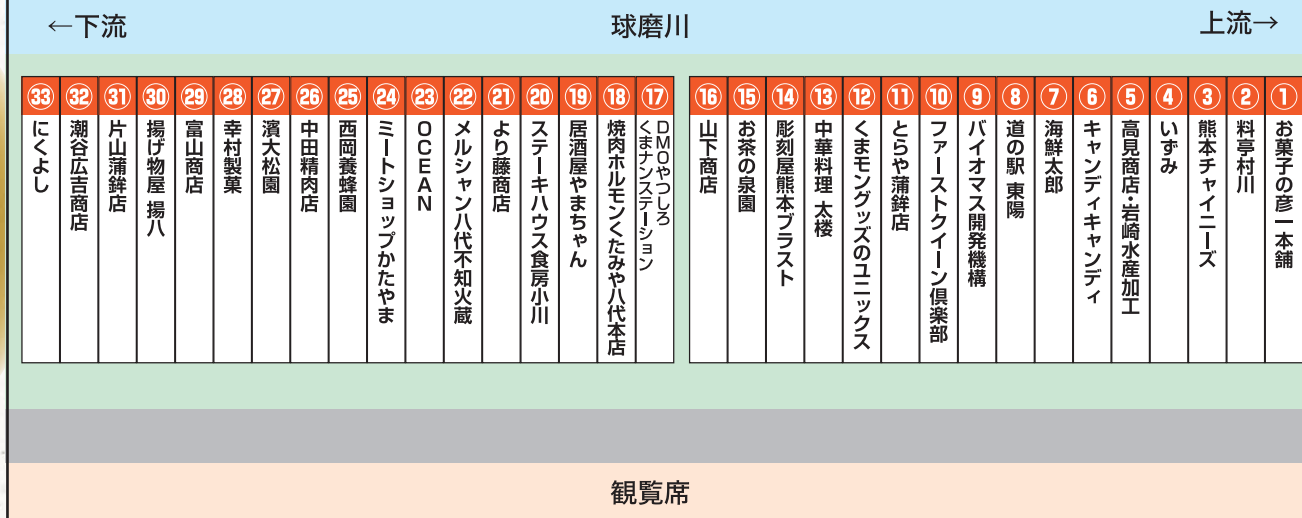 ←下流
球磨川
上流→
㉝ にくよし
㉜ 潮谷広吉商店
㉛ 片山蒲鉾店
㉚ 揚げ物屋 揚八
㉙ 富山商店
㉘ 幸村製菓
㉗ 濱大松園
㉖ 中田精肉店
㉕ 西岡養蜂園
㉔ ミートショップかたやま
㉓ OCEAN
㉒ メルシャン八代不知火蔵
㉑ より藤商店
⑳ ステーキハウス食房小川
⑲ 居酒屋やまちゃん
⑱ 焼肉ホルモンくたみや八代本店
⑰ DMOやつしろ
くまナンステーション
⑯ 山下商店
⑮ お茶の泉園
⑭ 彫刻屋熊本ブラスト
⑬ 中華料理 太楼
⑫ くまモングッズのユニックス
⑪ とらや蒲鉾店
⑩ ファーストクイーン倶楽部
⑨ バイオマス開発機構
⑧ 道の駅 東陽
⑦ 海鮮太郎
⑥ キャンディキャンディ
⑤ 高見商店・岩崎水産加工
④ いずみ
③ 熊本チャイニーズ
② 料亭村川
① お菓子の彦一本舗
観覧席